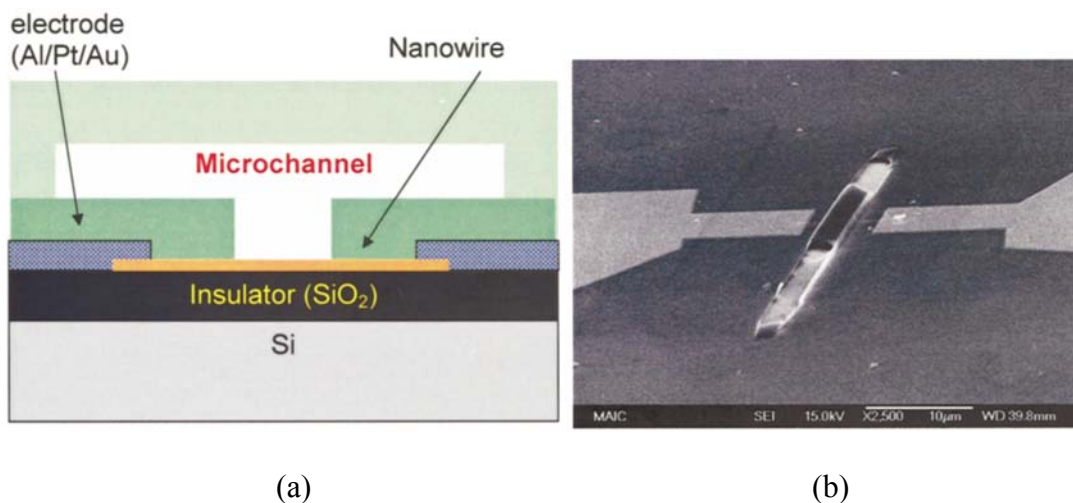 electrode
(Al/Pt/Au)
Nanowire
Microchannel
Insulator (SiO₂)
Si
MAIC SEI 15.0kV X2,500 10µm WD 39.8mm
(a) (b)